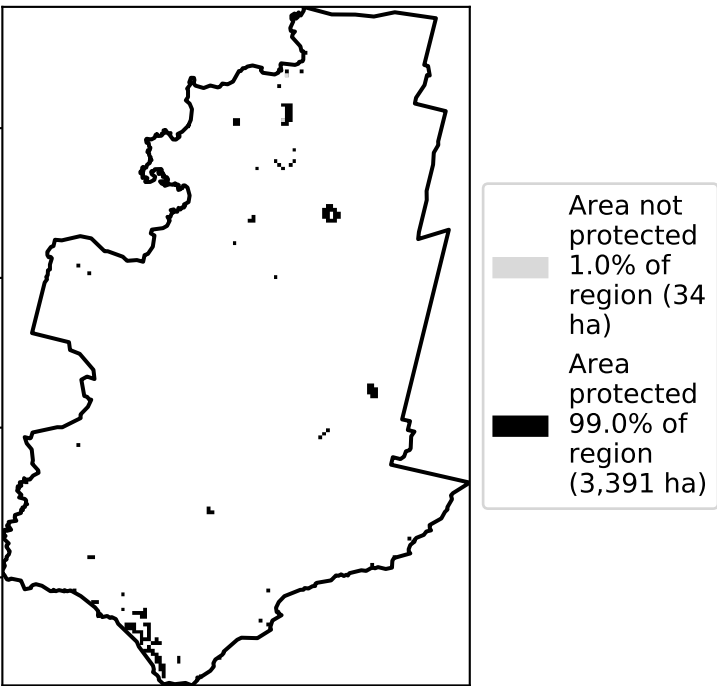 Area not
protected
1.0% of
region (34
ha)
Area
protected
99.0% of
region
(3,391 ha)